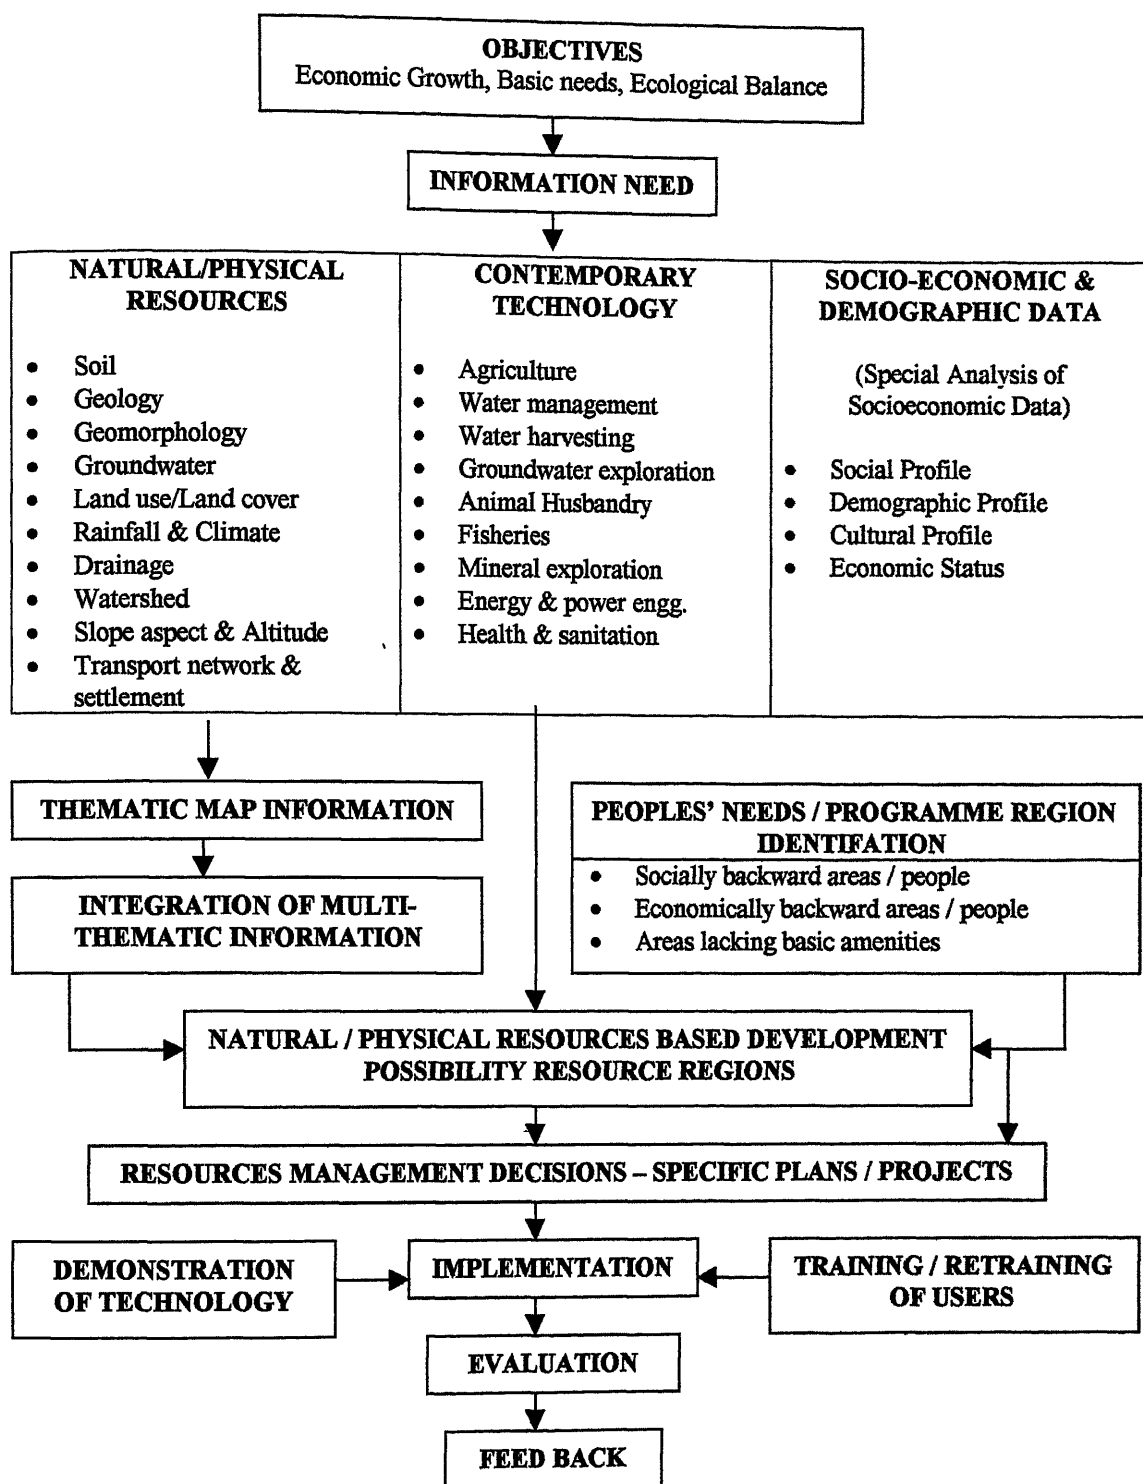 OBJECTIVES
Economic Growth, Basic needs, Ecological Balance
INFORMATION NEED
NATURAL/PHYSICAL
RESOURCES
• Soil
• Geology
• Geomorphology
• Groundwater
• Land use/Land cover
• Rainfall & Climate
• Drainage
• Watershed
• Slope aspect & Altitude
• Transport network &
settlement
CONTEMPORARY
TECHNOLOGY
• Agriculture
• Water management
• Water harvesting
• Groundwater exploration
• Animal Husbandry
• Fisheries
• Mineral exploration
• Energy & power engg.
• Health & sanitation
SOCIO-ECONOMIC &
DEMOGRAPHIC DATA
(Special Analysis of
Socioeconomic Data)
• Social Profile
• Demographic Profile
• Cultural Profile
• Economic Status
THEMATIC MAP INFORMATION
INTEGRATION OF MULTI-
THEMATIC INFORMATION
PEOPLES' NEEDS / PROGRAMME REGION
IDENTIFATION
• Socially backward areas / people
• Economically backward areas / people
• Areas lacking basic amenities
NATURAL / PHYSICAL RESOURCES BASED DEVELOPMENT
POSSIBILITY RESOURCE REGIONS
RESOURCES MANAGEMENT DECISIONS – SPECIFIC PLANS / PROJECTS
DEMONSTRATION
OF TECHNOLOGY
IMPLEMENTATION
TRAINING / RETRAINING
OF USERS
EVALUATION
FEED BACK